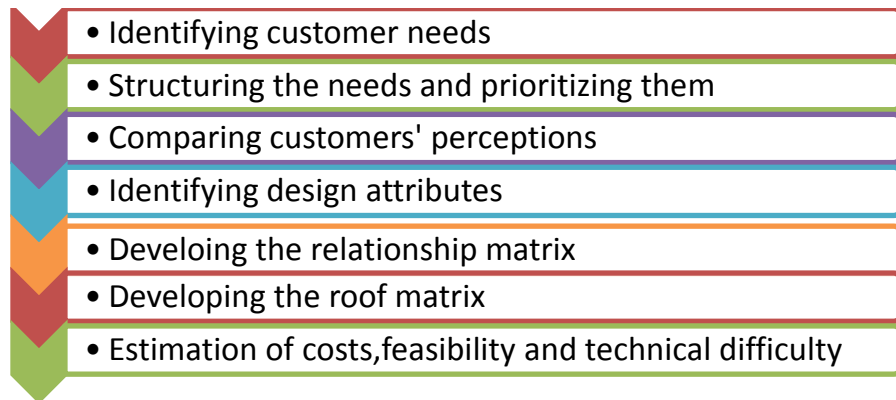 • Identifying customer needs
• Structuring the needs and prioritizing them
• Comparing customers' perceptions
• Identifying design attributes
• Develoing the relationship matrix
• Developing the roof matrix
• Estimation of costs,feasibility and technical difficulty